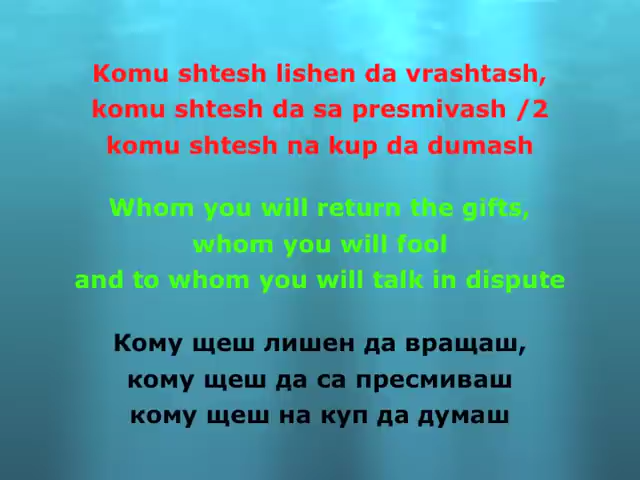 Komu shtesh lishen da vrashtash,
komu shtesh da sa presmivash /2
komu shtesh na kup da dumash
Whom you will return the gifts,
whom you will fool
and to whom you will talk in dispute
Кому щеш лишен да вращаш,
кому щеш да са пресмиваш
кому щеш на куп да думаш